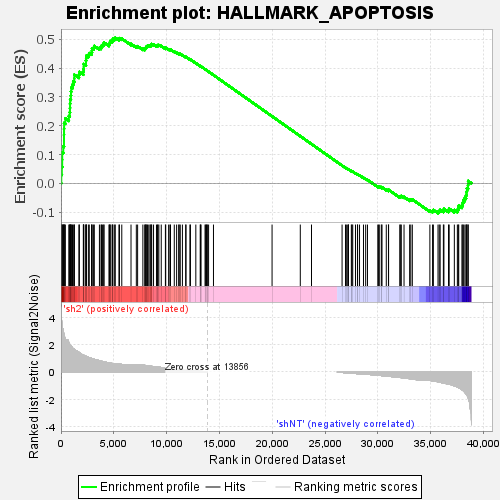 Enrichment plot: HALLMARK_APOPTOSIS
Enrichment score (ES)
0.5
0.4
0.3
0.2
0.1
0.0
-0.1
Ranked list metric (Signal2Noise)
'sh2' (positively correlated)
4
2
0
-2
-4
Zero cross at 13856
'shNT' (negatively correlated)
0 5,000 10,000 15,000 20,000 25,000 30,000 35,000 40,000
Rank in Ordered Dataset
Enrichment profile Hits Ranking metric scores